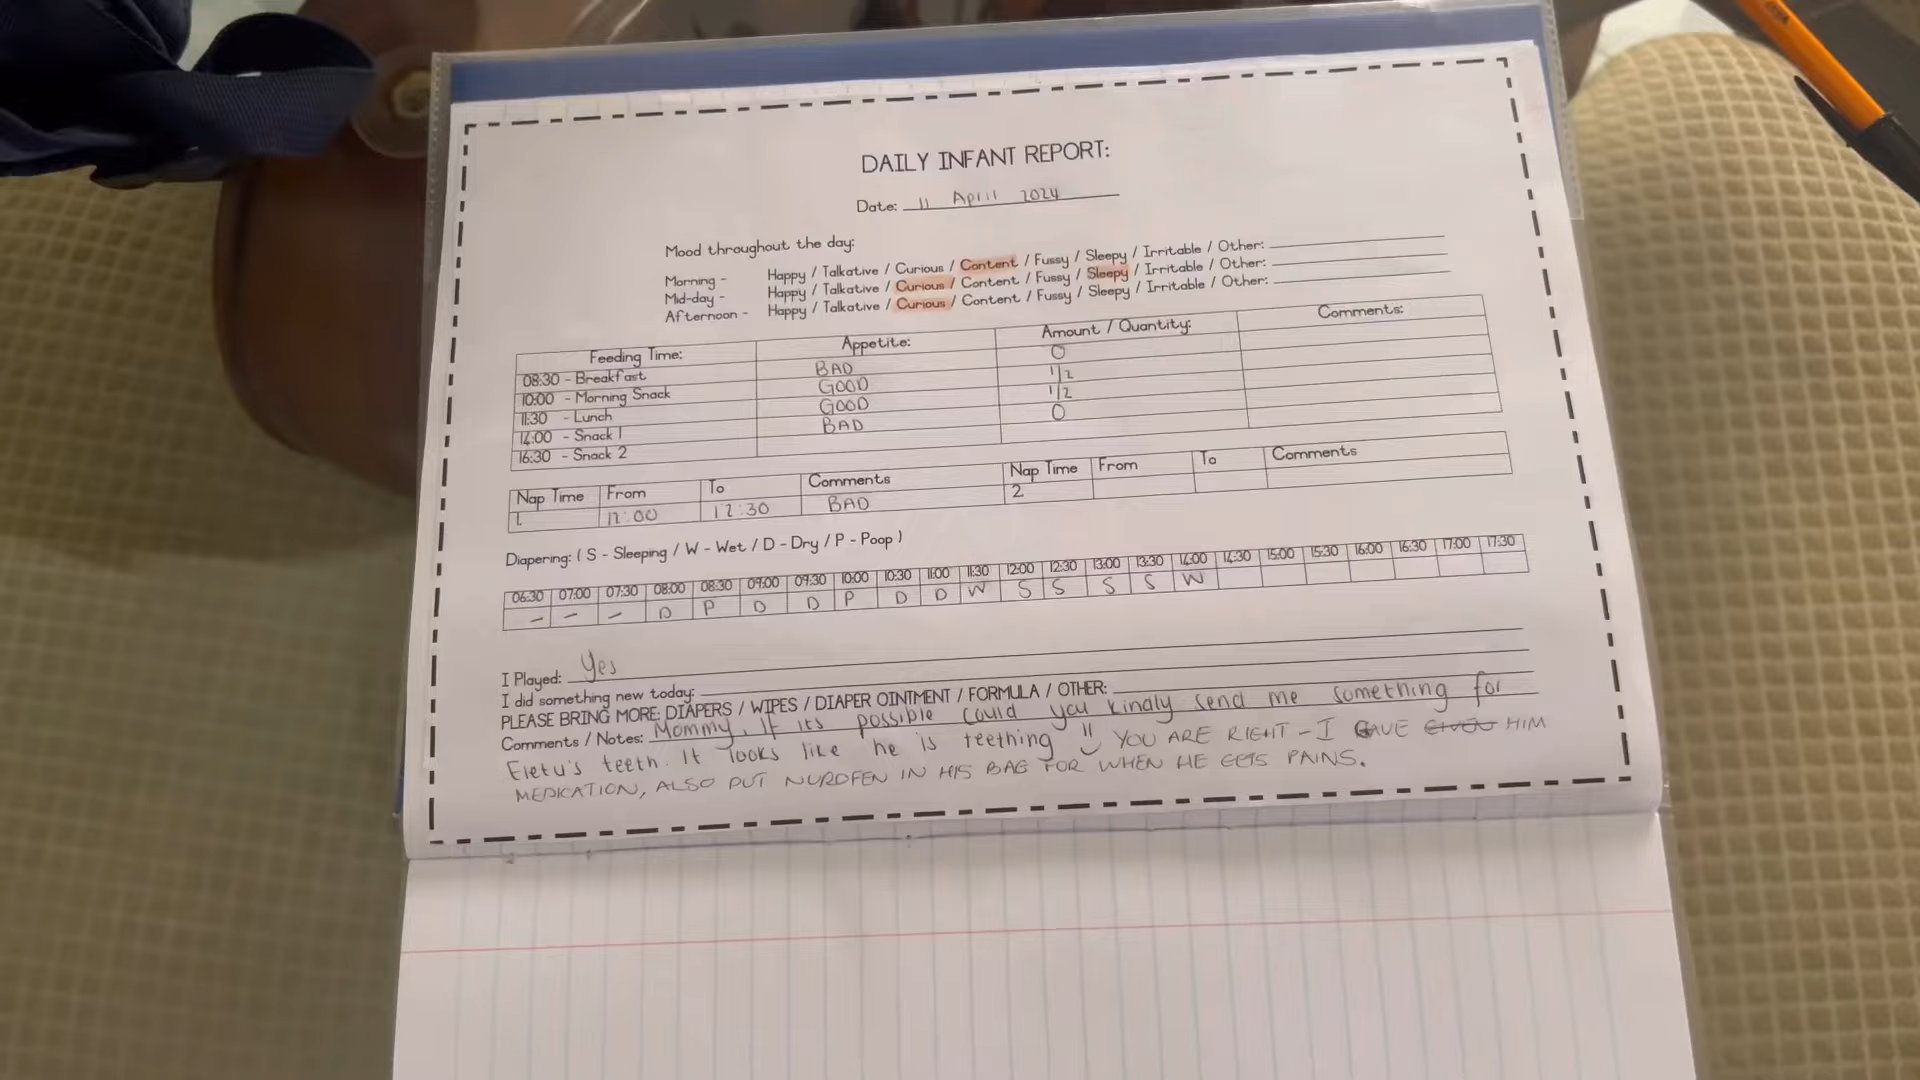 DAILY INFANT REPORT:
Date: 11 April 2024
Mood throughout the day:
Morning - Happy / Talkative / Curious / Content / Fussy / Sleepy / Irritable / Other:
Mid-day - Happy / Talkative / Curious / Content / Fussy / Sleepy / Irritable / Other:
Afternoon - Happy / Talkative / Curious / Content / Fussy / Sleepy / Irritable / Other:
Feeding Time: Appetite: Amount / Quantity: Comments:
08:30 - Breakfast BAD 0
10:00 - Morning Snack GOOD 1/2
11:30 - Lunch GOOD 1/2
14:00 - Snack 1 BAD 0
16:30 - Snack 2
Nap Time From To Comments Nap Time From To Comments
1. 12:00 12:30 BAD 2
Diapering: ( S - Sleeping / W - Wet / D - Dry / P - Poop )
06:30 07:00 07:30 08:00 08:30 09:00 09:30 10:00 10:30 11:00 11:30 12:00 12:30 13:00 13:30 14:00 14:30 15:00 15:30 16:00 16:30 17:00 17:30
- - - D P D D P D D W S S S S W
I Played: Yes
I did something new today:
PLEASE BRING MORE: DIAPERS / WIPES / DIAPER OINTMENT / FORMULA / OTHER:
Comments / Notes: Mommy, If its possible could you kindly send me something for
teeth. It looks like he is teething YOU ARE RIGHT - I GAVE HIM
MEDICATION, ALSO PUT NUROFEN IN HIS BAG FOR WHEN HE GETS PAINS.